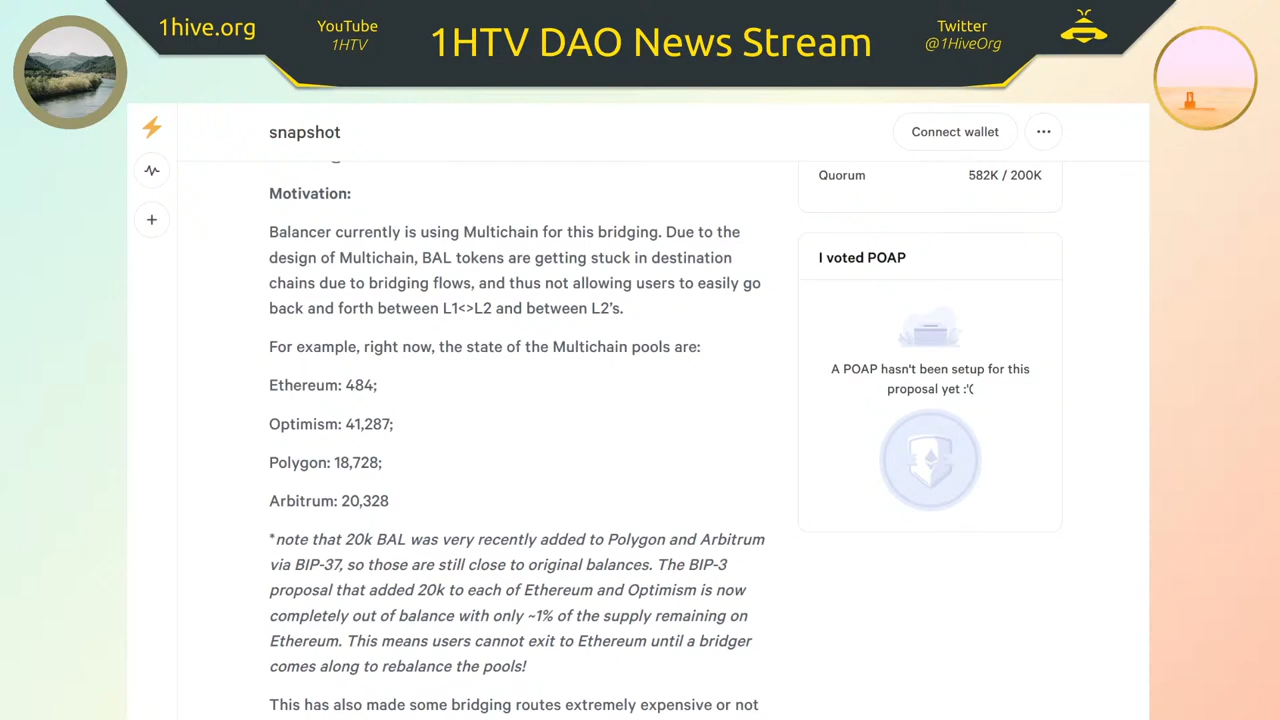 1hive.org
YouTube
1HTV
1HTV DAO News Stream
Twitter
@1HiveOrg
snapshot
Connect wallet
Motivation:
Balancer currently is using Multichain for this bridging. Due to the
design of Multichain, BAL tokens are getting stuck in destination
chains due to bridging flows, and thus not allowing users to easily go
back and forth between L1<>L2 and between L2’s.
For example, right now, the state of the Multichain pools are:
Ethereum: 484;
Optimism: 41,287;
Polygon: 18,728;
Arbitrum: 20,328
*note that 20k BAL was very recently added to Polygon and Arbitrum
via BIP-37, so those are still close to original balances. The BIP-3
proposal that added 20k to each of Ethereum and Optimism is now
completely out of balance with only ~1% of the supply remaining on
Ethereum. This means users cannot exit to Ethereum until a bridger
comes along to rebalance the pools!
This has also made some bridging routes extremely expensive or not
Quorum 582K / 200K
I voted POAP
A POAP hasn't been setup for this
proposal yet :'(